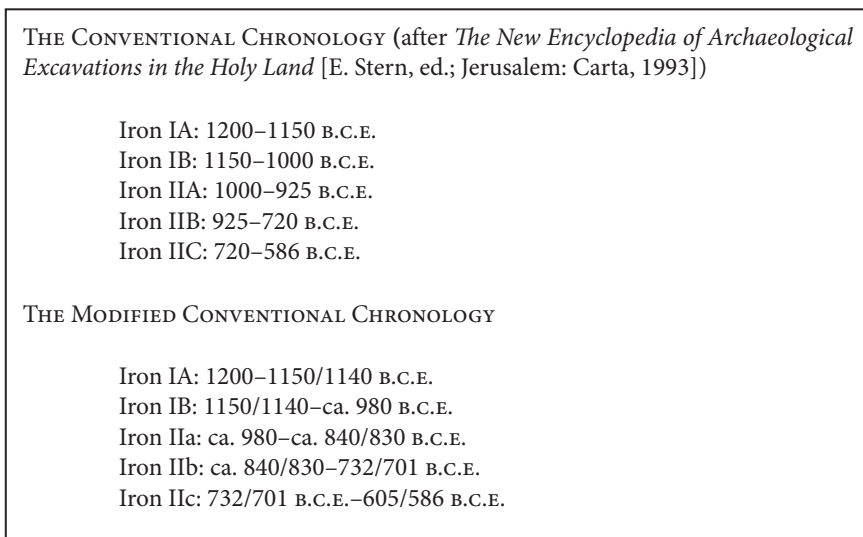 The Conventional Chronology (after The New Encyclopedia of Archaeological
Excavations in the Holy Land [E. Stern, ed.; Jerusalem: Carta, 1993])
Iron IA: 1200–1150 B.C.E.
Iron IB: 1150–1000 B.C.E.
Iron IIA: 1000–925 B.C.E.
Iron IIB: 925–720 B.C.E.
Iron IIC: 720–586 B.C.E.
The Modified Conventional Chronology
Iron IA: 1200–1150/1140 B.C.E.
Iron IB: 1150/1140–ca. 980 B.C.E.
Iron IIa: ca. 980–ca. 840/830 B.C.E.
Iron IIb: ca. 840/830–732/701 B.C.E.
Iron IIc: 732/701 B.C.E.–605/586 B.C.E.